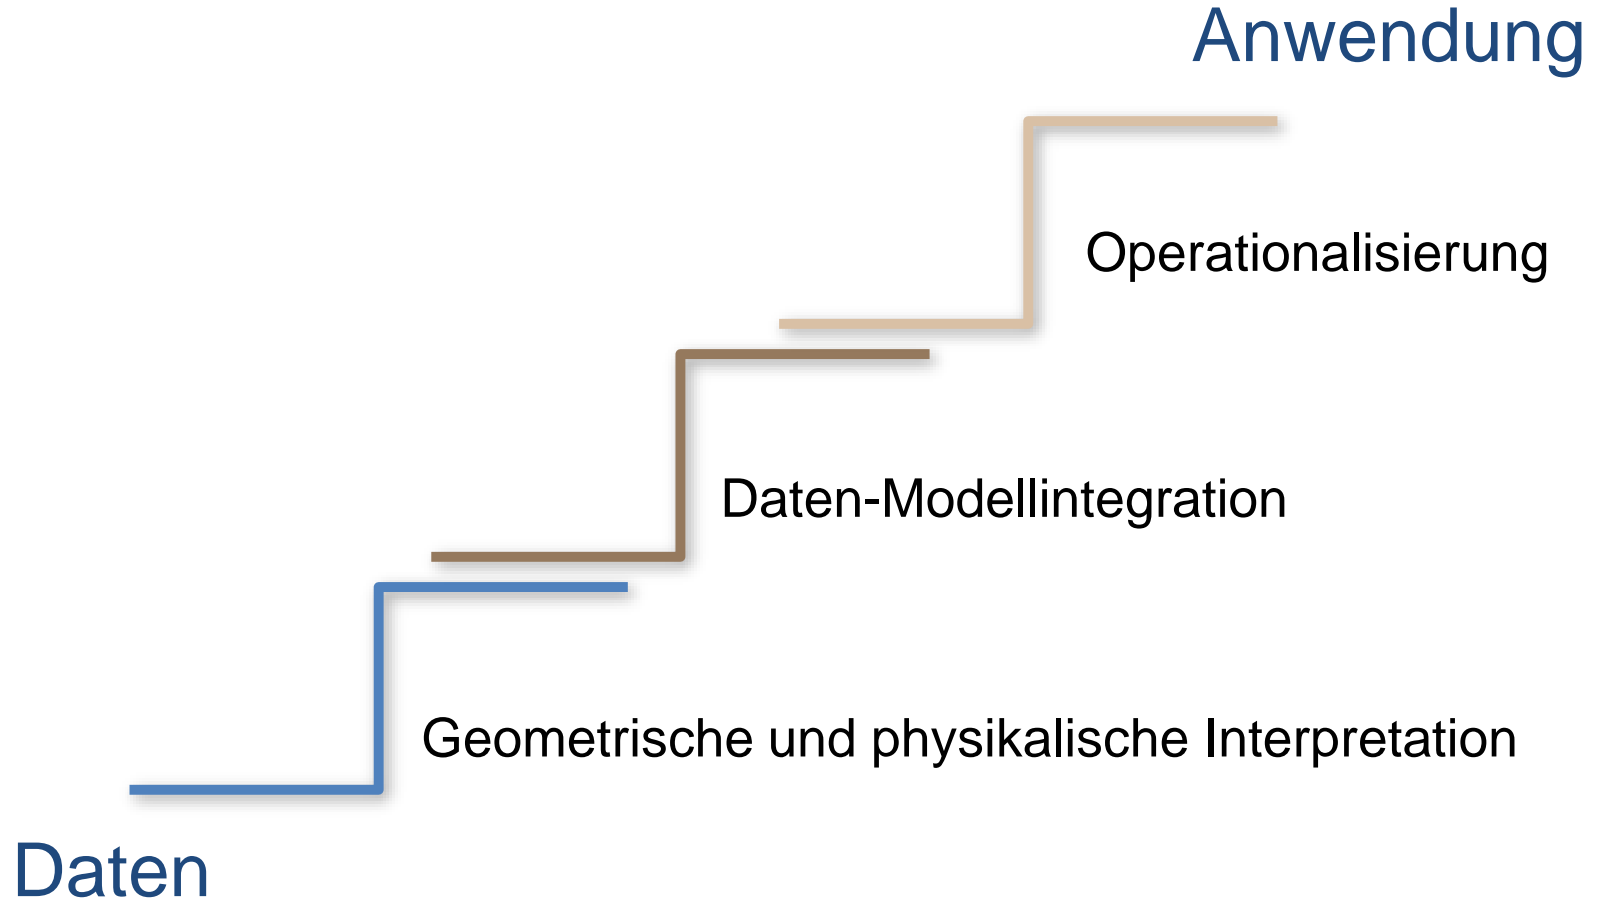 Anwendung
Operationalisierung
Daten-Modellintegration
Geometrische und physikalische Interpretation
Daten